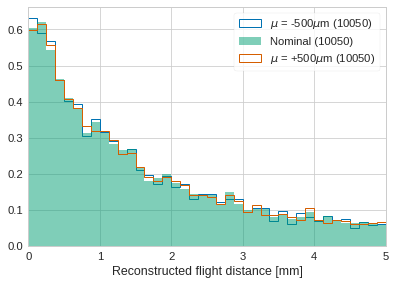 0.6
0.5
0.4
0.3
0.2
0.1
0.0
μ = -500μm (10050)
Nominal (10050)
μ = +500μm (10050)
0 1 2 3 4 5
Reconstructed flight distance [mm]